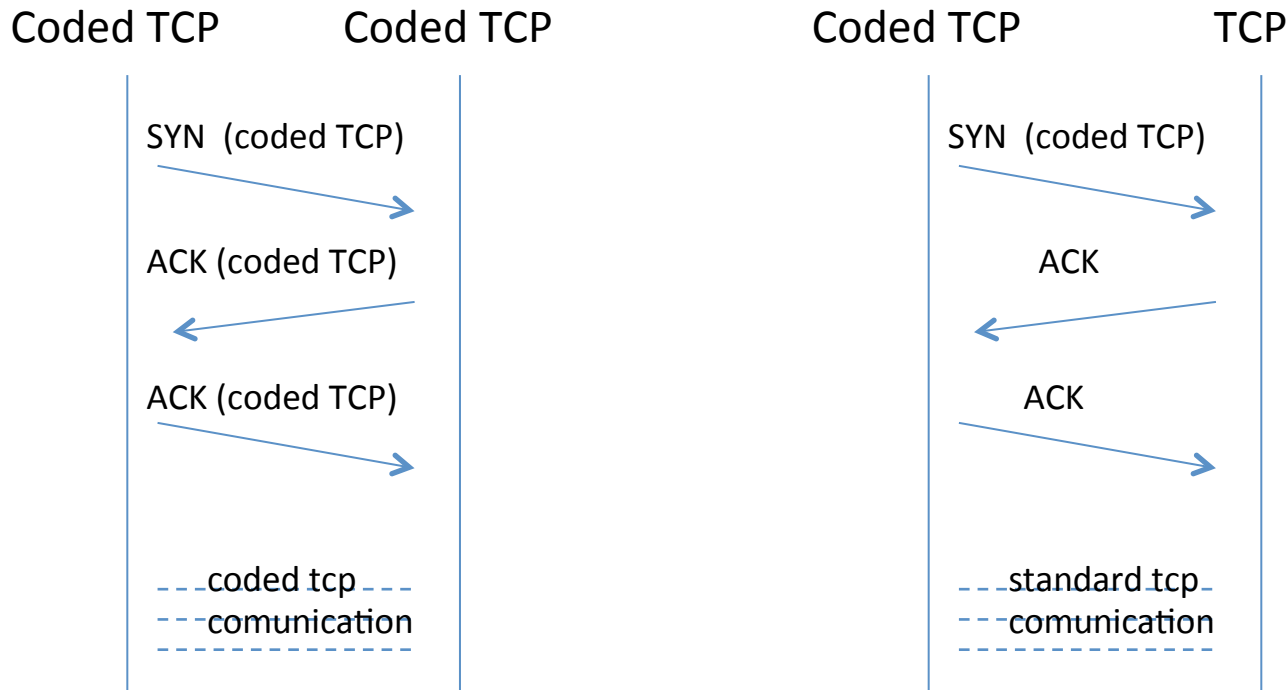 Coded TCP
Coded TCP
SYN (coded TCP)
ACK (coded TCP)
ACK (coded TCP)
coded tcp
comunication
Coded TCP
TCP
SYN (coded TCP)
ACK
ACK
standard tcp
comunication